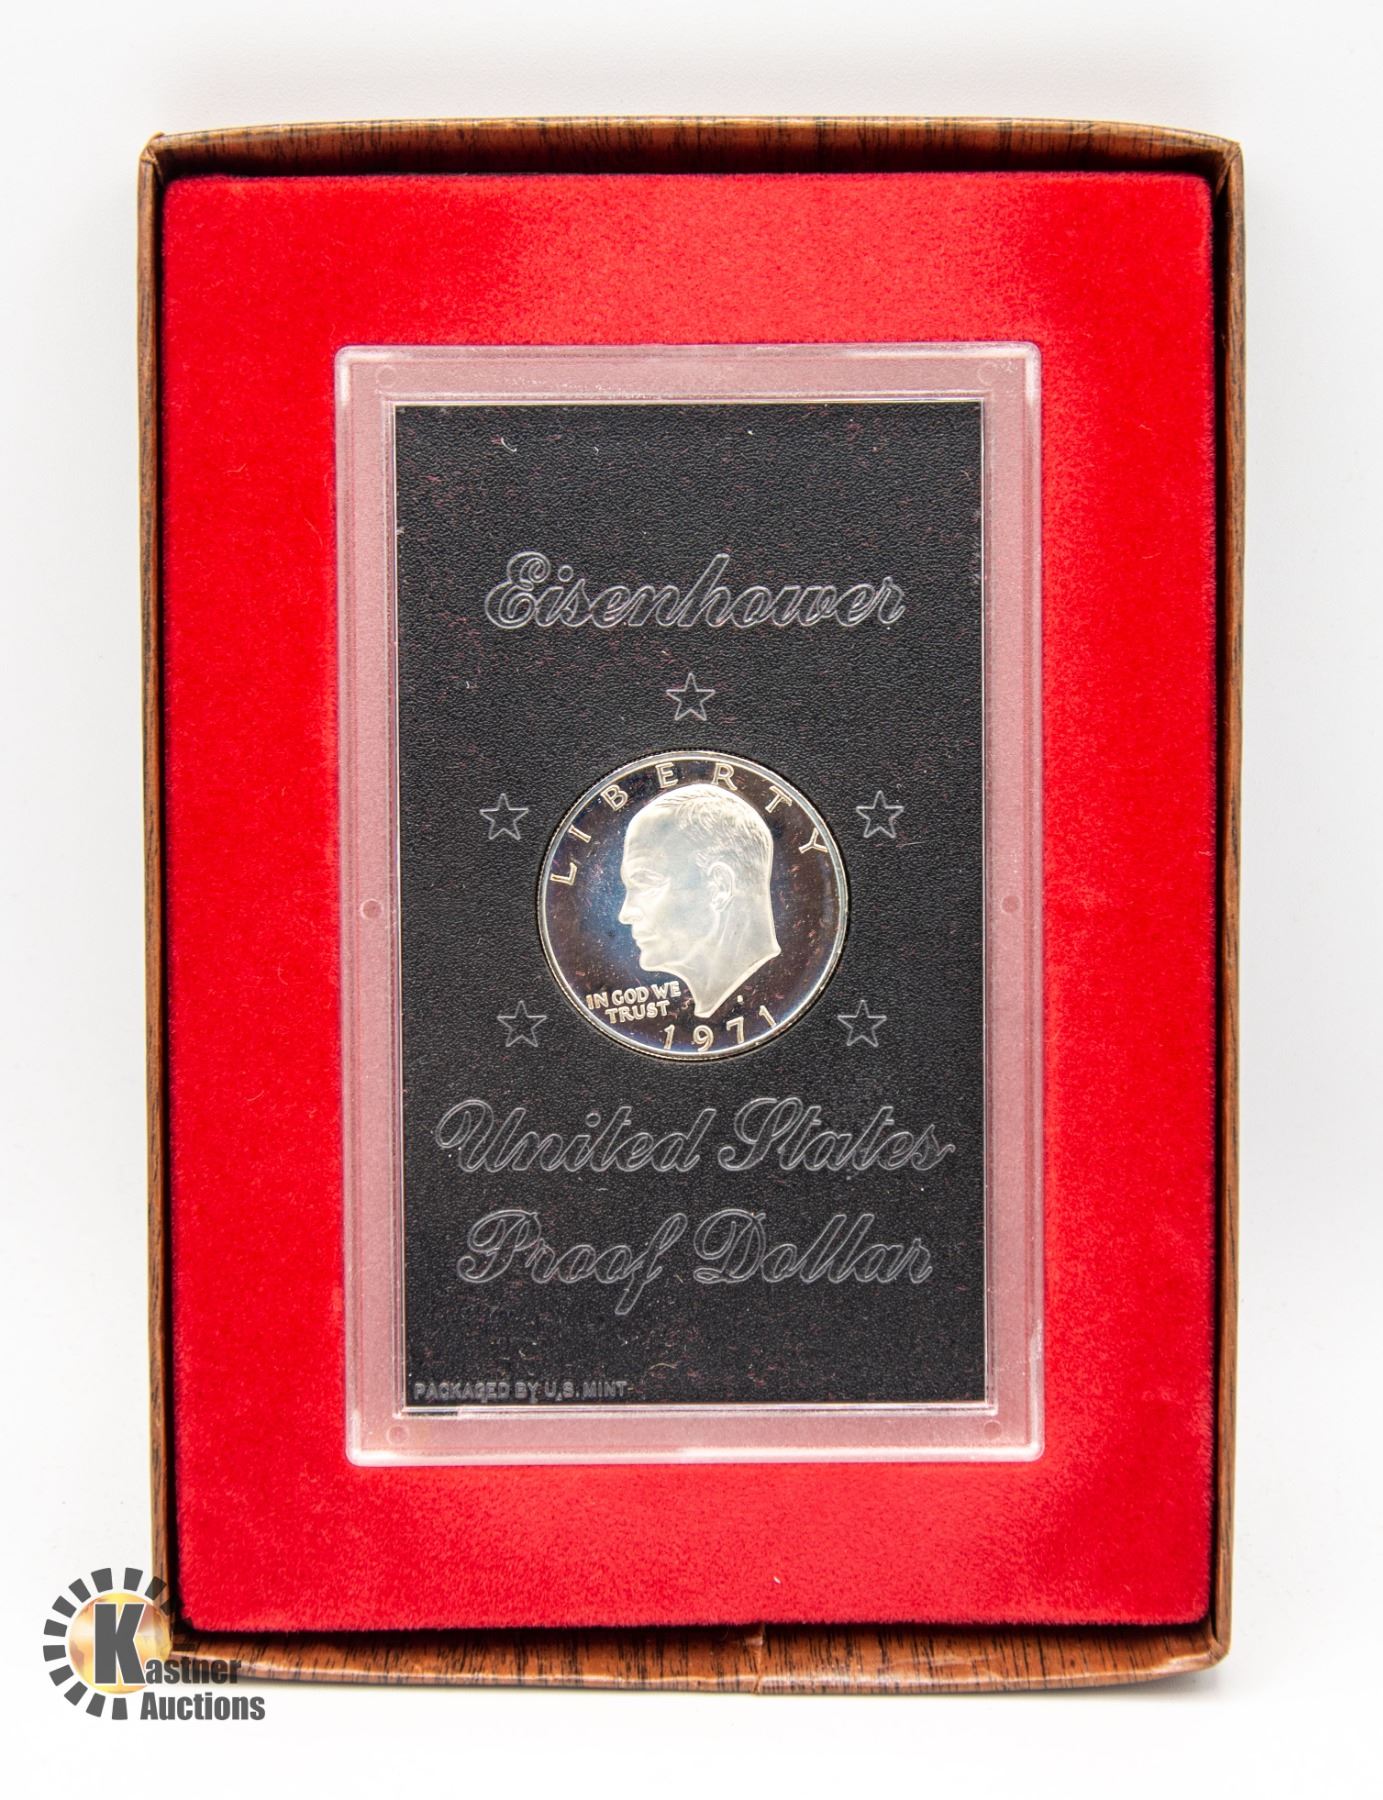 Eisenhower
LIBERTY
IN GOD WE
TRUST
1971
United States
Proof Dollar
PACKAGED BY U.S. MINT
K
Kastner
Auctions